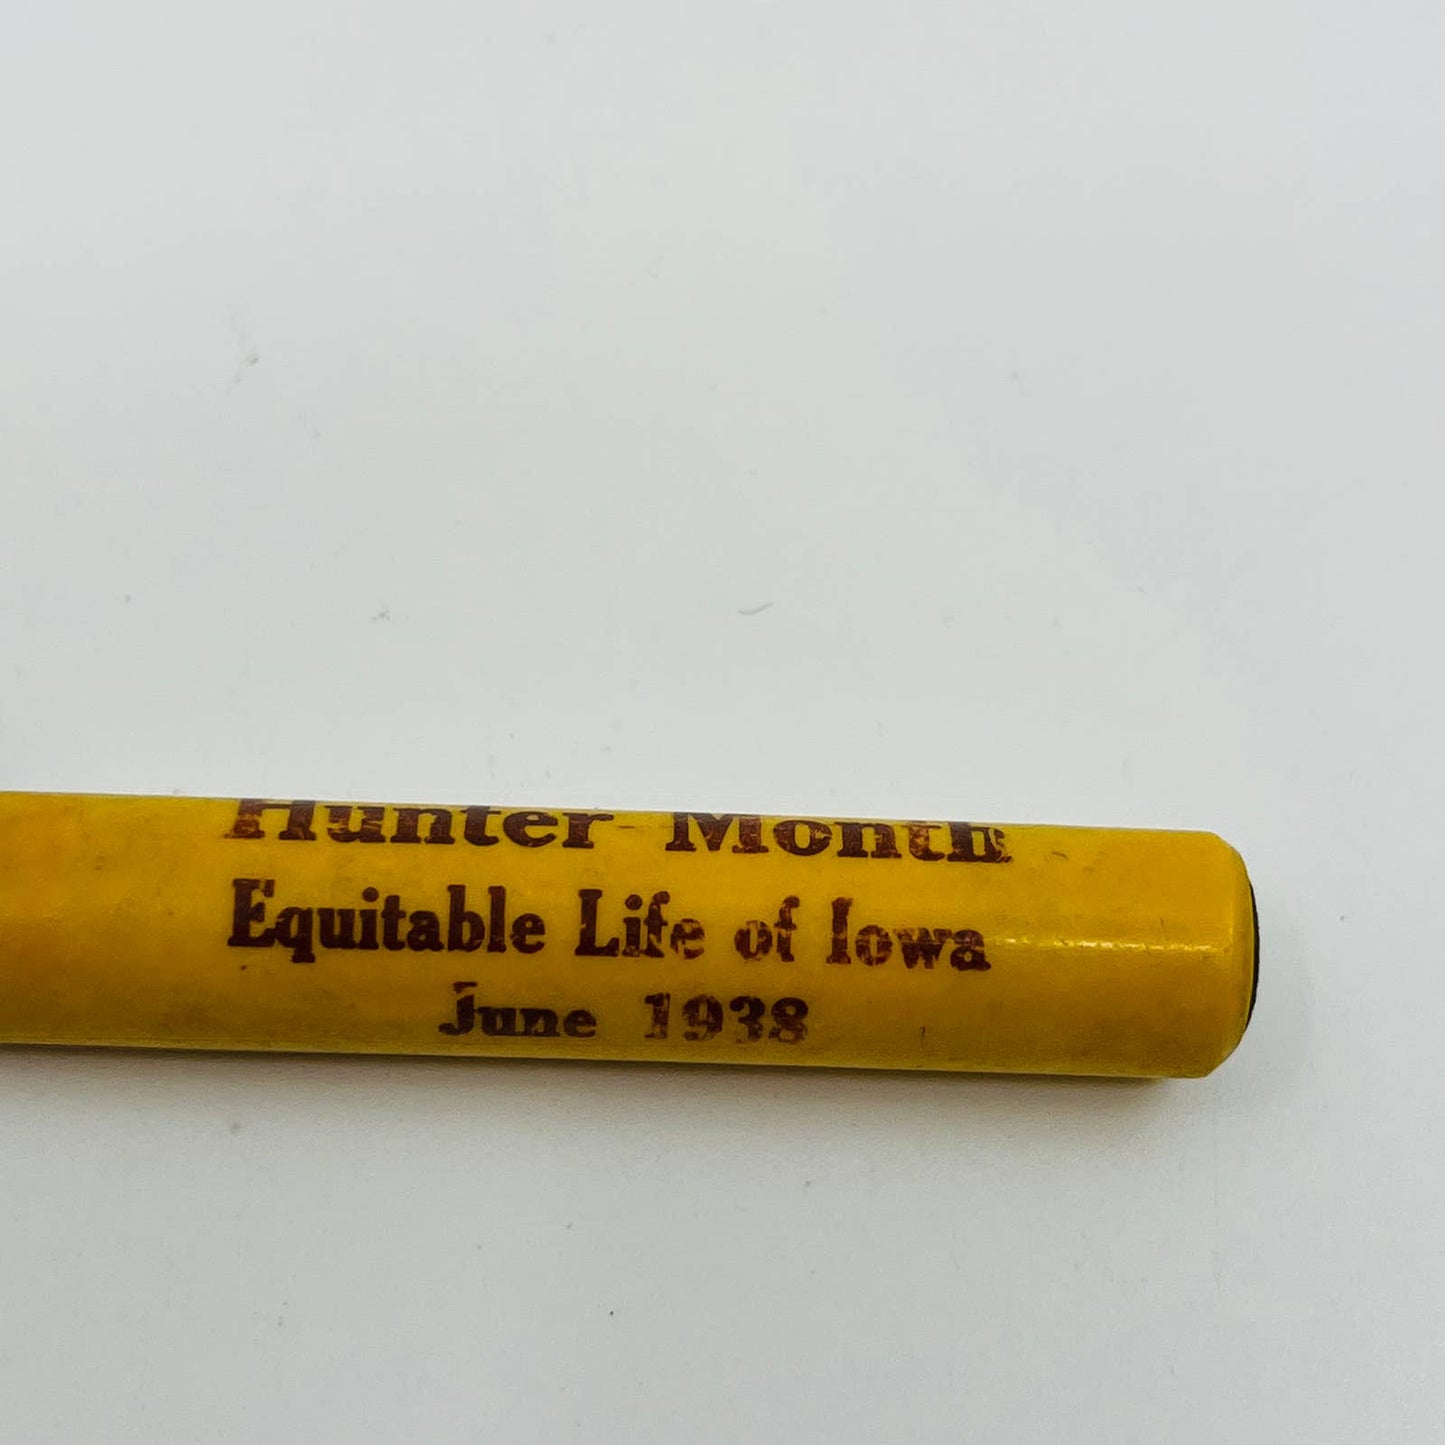 Hunter Month
Equitable Life of Iowa
June 1938